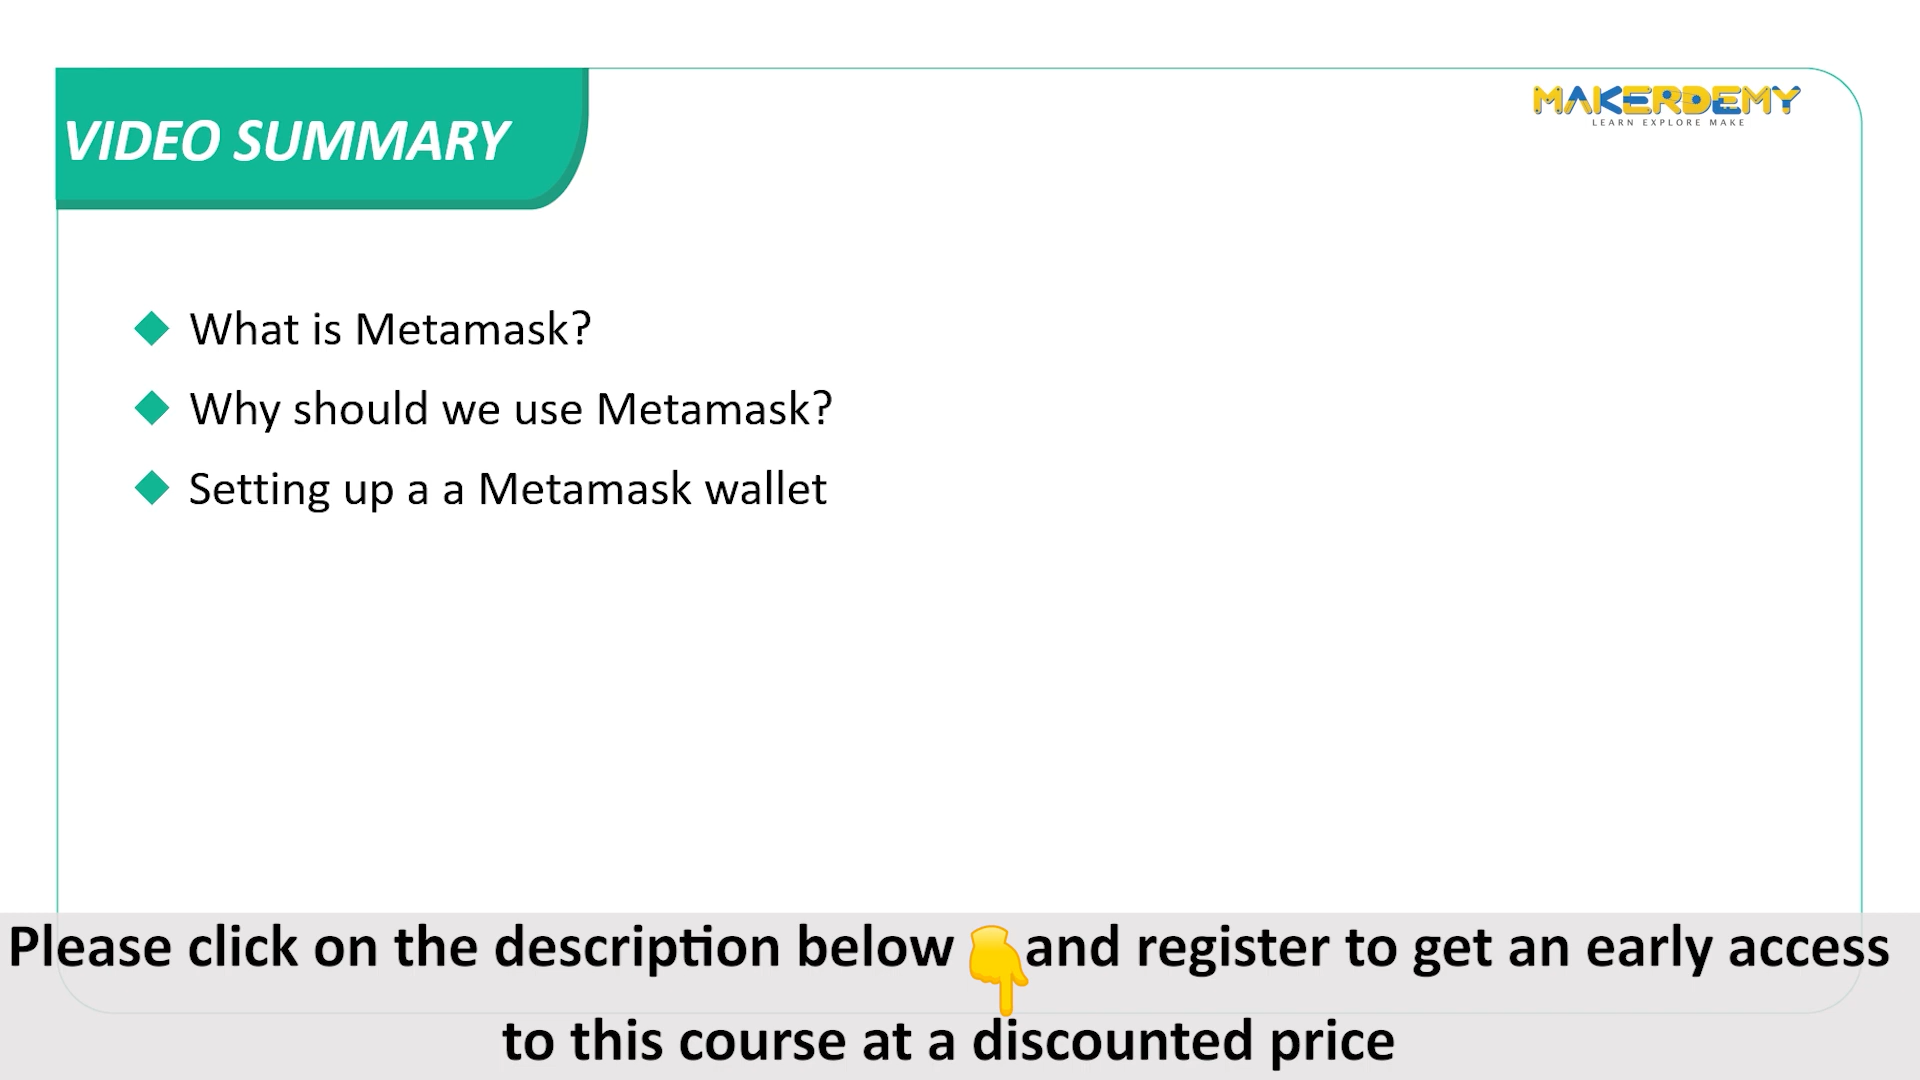 VIDEO SUMMARY
MAKERDEMY
LEARN EXPLORE MAKE
What is Metamask?
Why should we use Metamask?
Setting up a a Metamask wallet
Please click on the description below 👇and register to get an early access
to this course at a discounted price